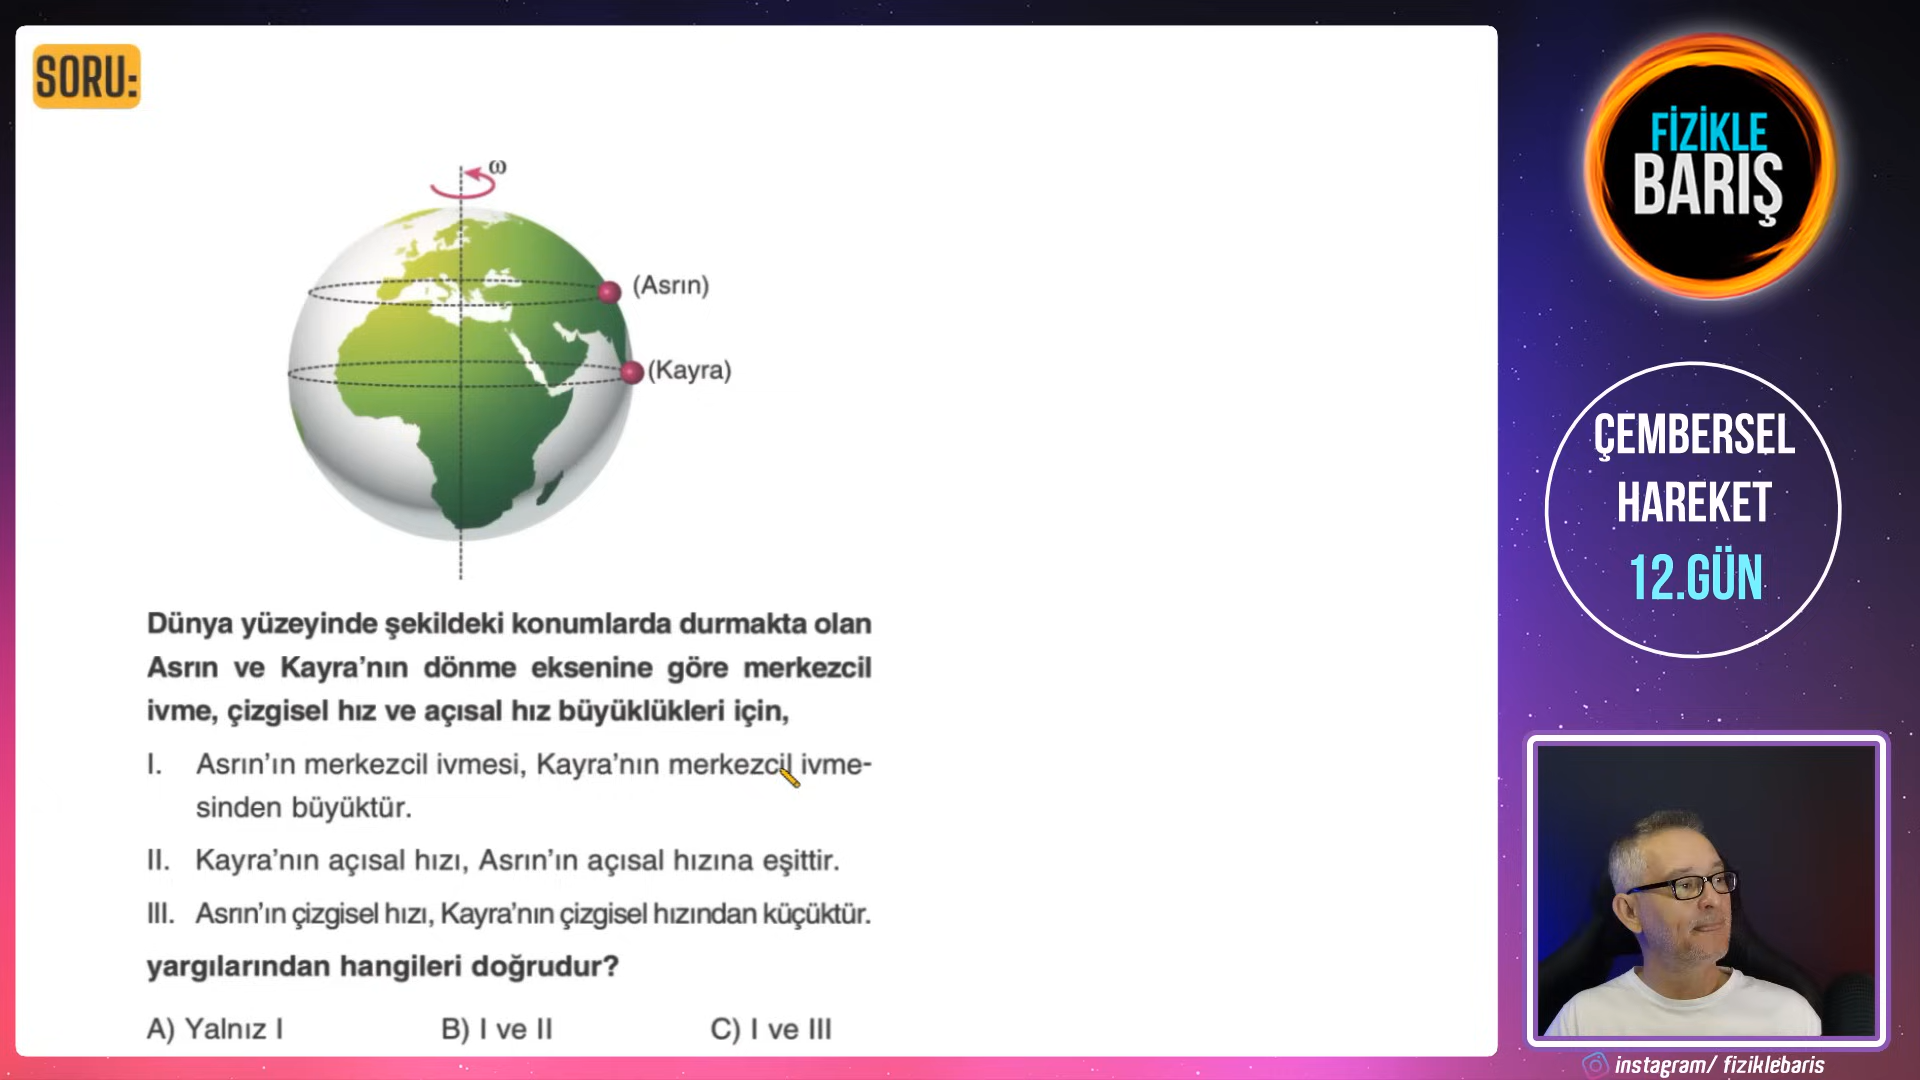 SORU:
ω
(Asrın)
(Kayra)
Dünya yüzeyinde şekildeki konumlarda durmakta olan
Asrın ve Kayra’nın dönme eksenine göre merkezcil
ivme, çizgisel hız ve açısal hız büyüklükleri için,
I. Asrın’ın merkezcil ivmesi, Kayra’nın merkezcil ivme-
sinden büyüktür.
II. Kayra’nın açısal hızı, Asrın’ın açısal hızına eşittir.
III. Asrın’ın çizgisel hızı, Kayra’nın çizgisel hızından küçüktür.
yargılarından hangileri doğrudur?
A) Yalnız I B) I ve II C) I ve III
FİZİKLE
BARIŞ
ÇEMBERSEL
HAREKET
12.GÜN
instagram/ fiziklebaris